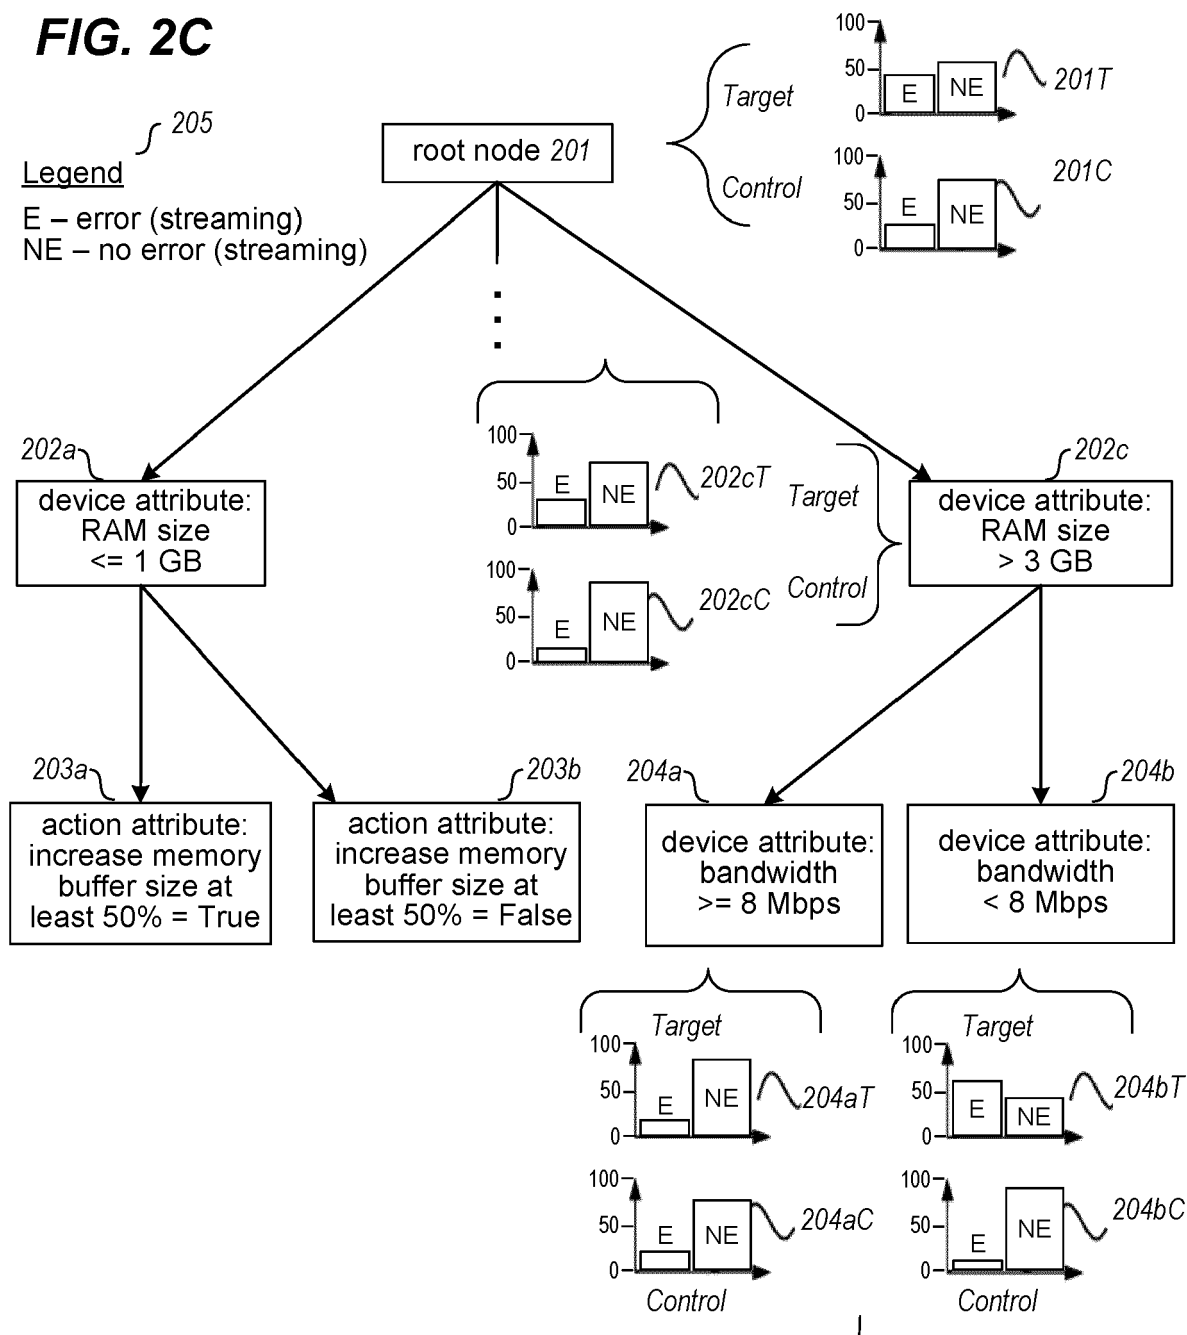 FIG. 2C
205
Legend
E – error (streaming)
NE – no error (streaming)
root node 201
Target
Control
100
50
0
E
NE
201T
100
50
0
E
NE
201C
202a
device attribute:
RAM size
<= 1 GB
100
50
0
E
NE
202cT
100
50
0
E
NE
202cC
Target
Control
202c
device attribute:
RAM size
> 3 GB
203a
action attribute:
increase memory
buffer size at
least 50% = True
203b
action attribute:
increase memory
buffer size at
least 50% = False
204a
device attribute:
bandwidth
>= 8 Mbps
204b
device attribute:
bandwidth
< 8 Mbps
Target
100
50
0
E
NE
204aT
100
50
0
E
NE
204aC
Control
Target
100
50
0
E
NE
204bT
100
50
0
E
NE
204bC
Control